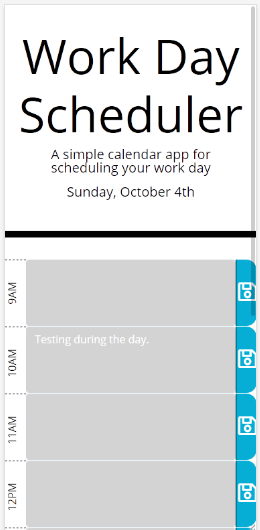 Work Day
Scheduler
A simple calendar app for
scheduling your work day
Sunday, October 4th
9AM
10AM
Testing during the day.
11AM
12PM